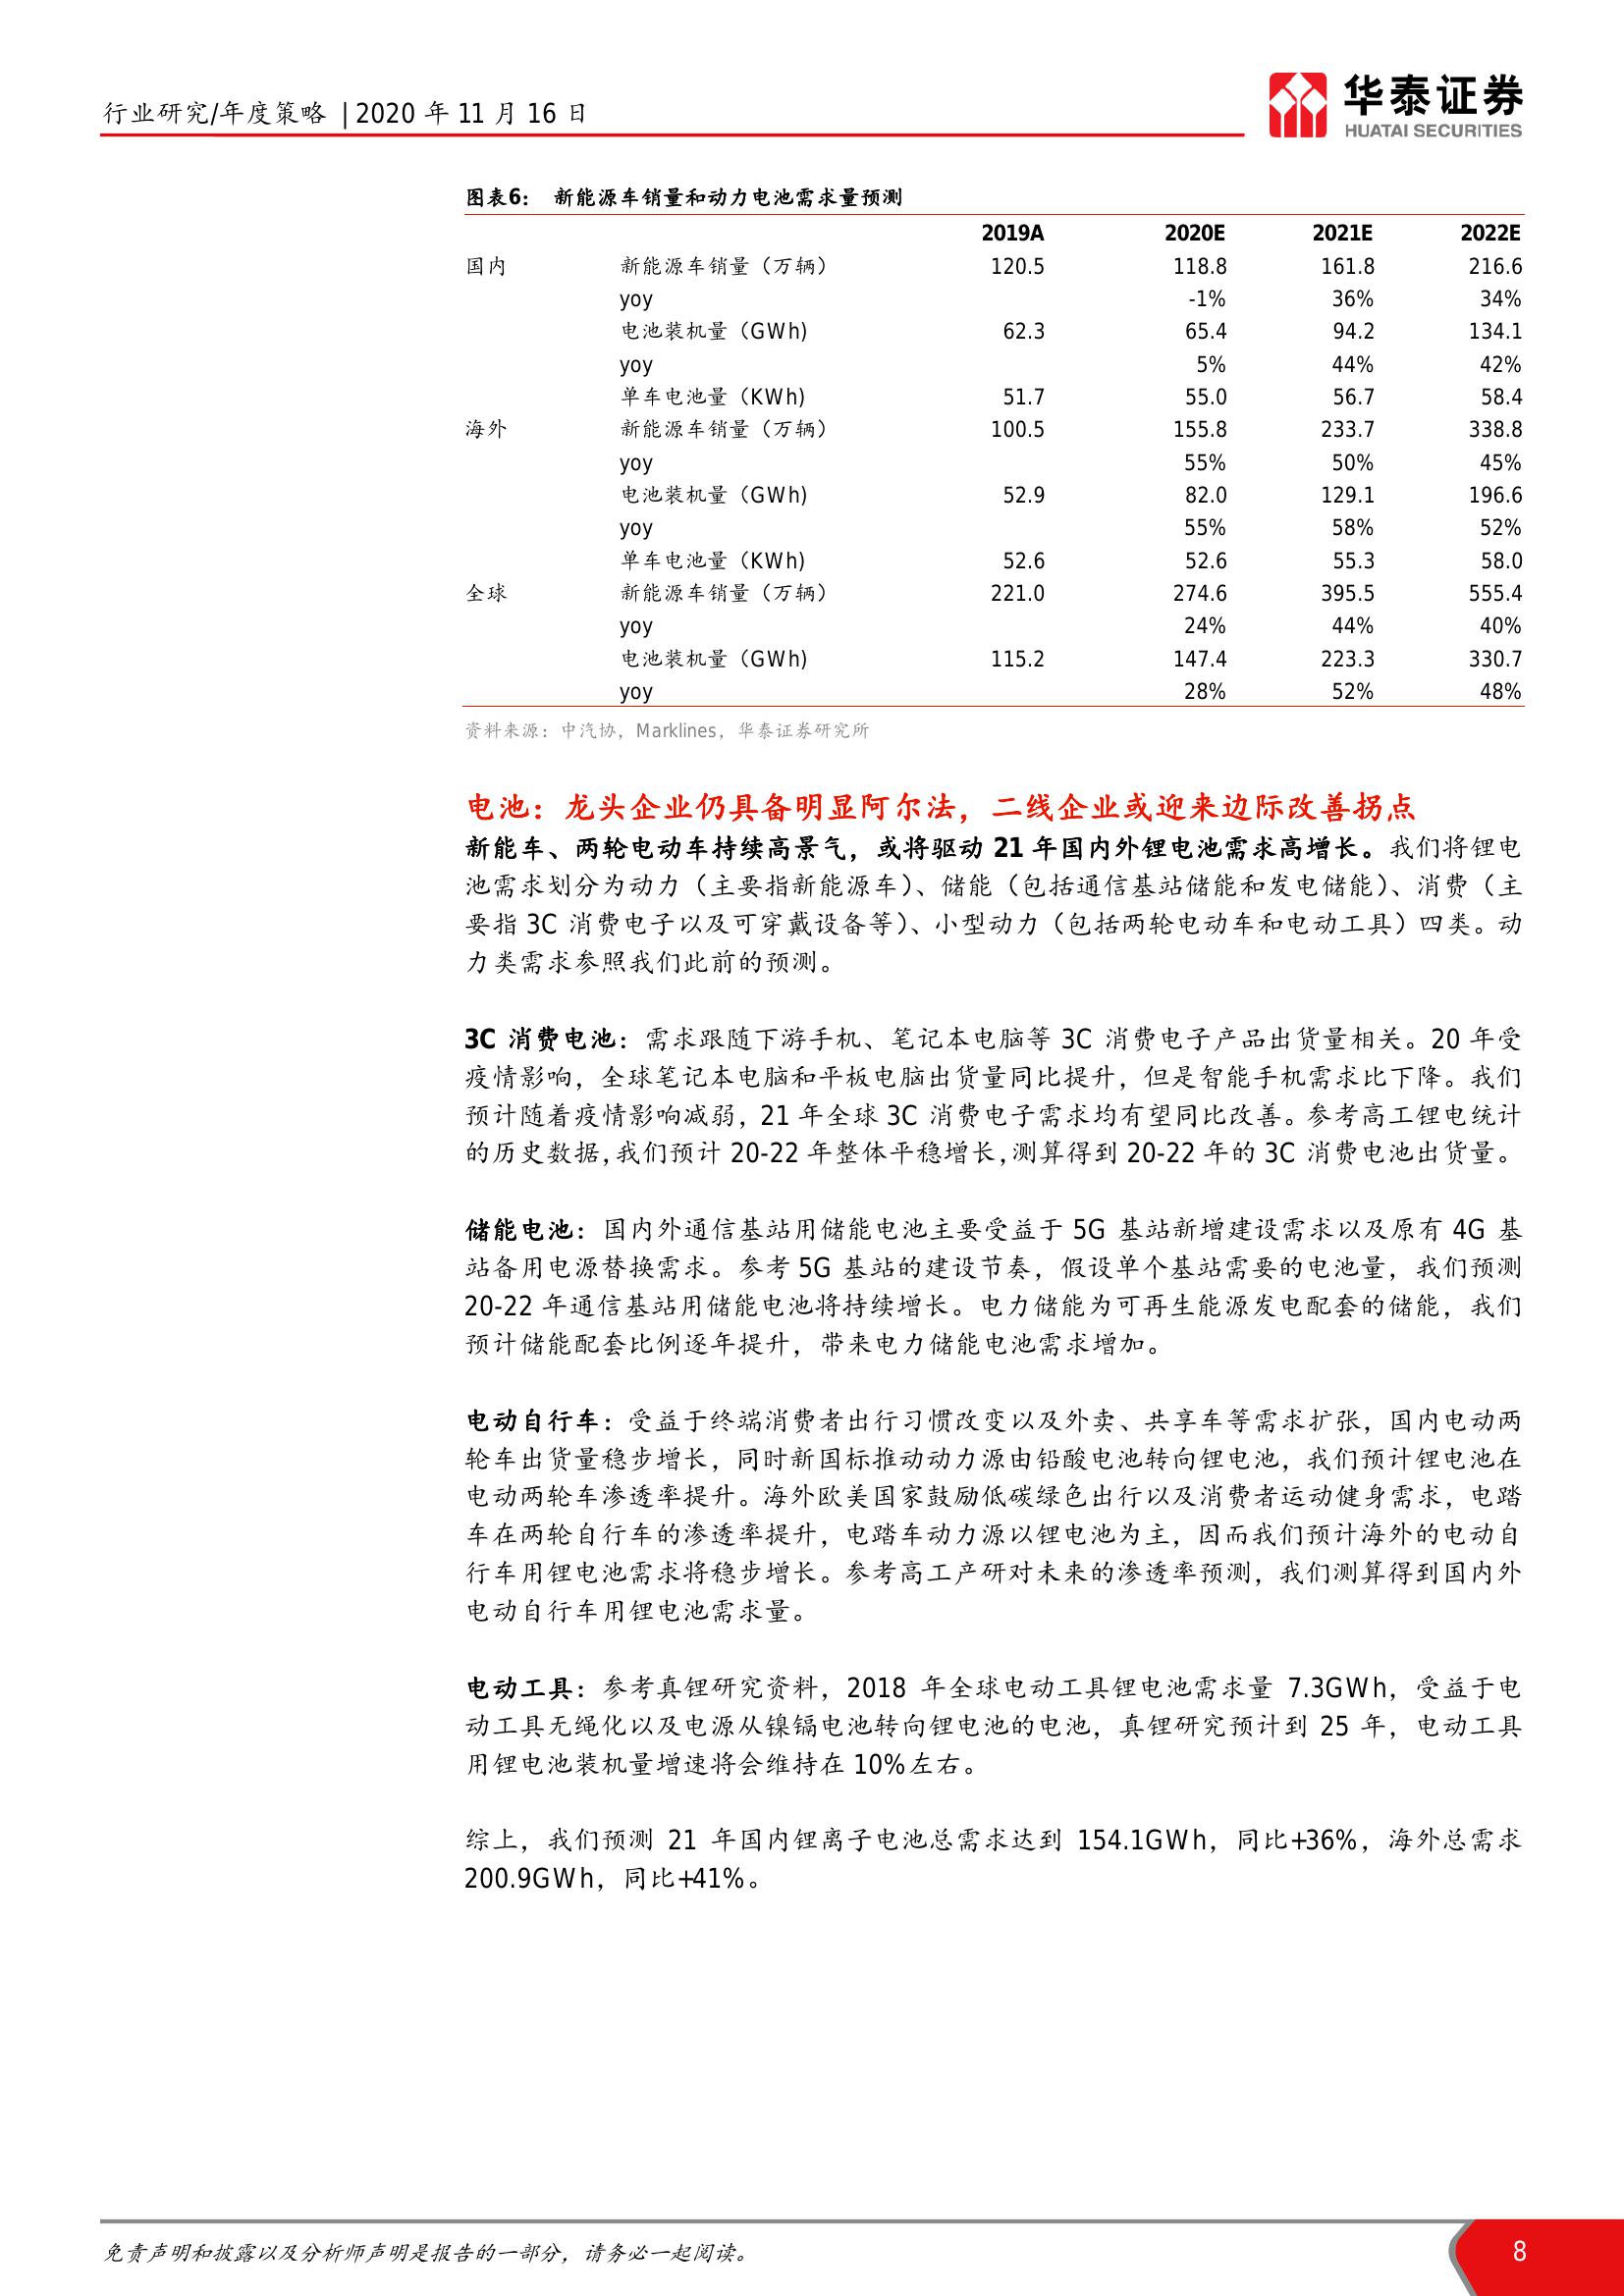 行业研究/年度策略 | 2020 年 11 月 16 日
华泰证券
HUATAI SECURITIES
图表6： 新能源车销量和动力电池需求量预测
2019A 2020E 2021E 2022E
国内 新能源车销量（万辆） 120.5 118.8 161.8 216.6
yoy -1% 36% 34%
电池装机量（GWh) 62.3 65.4 94.2 134.1
yoy 5% 44% 42%
单车电池量（KWh) 51.7 55.0 56.7 58.4
海外 新能源车销量（万辆） 100.5 155.8 233.7 338.8
yoy 55% 50% 45%
电池装机量（GWh) 52.9 82.0 129.1 196.6
yoy 55% 58% 52%
单车电池量（KWh) 52.6 52.6 55.3 58.0
全球 新能源车销量（万辆） 221.0 274.6 395.5 555.4
yoy 24% 44% 40%
电池装机量（GWh) 115.2 147.4 223.3 330.7
yoy 28% 52% 48%
资料来源：中汽协，Marklines，华泰证券研究所
电池：龙头企业仍具备明显阿尔法，二线企业或迎来边际改善拐点
新能车、两轮电动车持续高景气，或将驱动 21 年国内外锂电池需求高增长。我们将锂电
池需求划分为动力（主要指新能源车）、储能（包括通信基站储能和发电储能）、消费（主
要指 3C 消费电子以及可穿戴设备等）、小型动力（包括两轮电动车和电动工具）四类。动
力类需求参照我们此前的预测。
3C 消费电池：需求跟随下游手机、笔记本电脑等 3C 消费电子产品出货量相关。20 年受
疫情影响，全球笔记本电脑和平板电脑出货量同比提升，但是智能手机需求比下降。我们
预计随着疫情影响减弱，21 年全球 3C 消费电子需求均有望同比改善。参考高工锂电统计
的历史数据，我们预计 20-22 年整体平稳增长，测算得到 20-22 年的 3C 消费电池出货量。
储能电池：国内外通信基站用储能电池主要受益于 5G 基站新增建设需求以及原有 4G 基
站备用电源替换需求。参考 5G 基站的建设节奏，假设单个基站需要的电池量，我们预测
20-22 年通信基站用储能电池将持续增长。电力储能为可再生能源发电配套的储能，我们
预计储能配套比例逐年提升，带来电力储能电池需求增加。
电动自行车：受益于终端消费者出行习惯改变以及外卖、共享车等需求扩张，国内电动两
轮车出货量稳步增长，同时新国标推动动力源由铅酸电池转向锂电池，我们预计锂电池在
电动两轮车渗透率提升。海外欧美国家鼓励低碳绿色出行以及消费者运动健身需求，电踏
车在两轮自行车的渗透率提升，电踏车动力源以锂电池为主，因而我们预计海外的电动自
行车用锂电池需求将稳步增长。参考高工产研对未来的渗透率预测，我们测算得到国内外
电动自行车用锂电池需求量。
电动工具：参考真锂研究资料，2018 年全球电动工具锂电池需求量 7.3GWh，受益于电
动工具无绳化以及电源从镍镉电池转向锂电池的电池，真锂研究预计到 25 年，电动工具
用锂电池装机量增速将会维持在 10%左右。
综上，我们预测 21 年国内锂离子电池总需求达到 154.1GWh，同比+36%，海外总需求
200.9GWh，同比+41%。
免责声明和披露以及分析师声明是报告的一部分，请务必一起阅读。
8